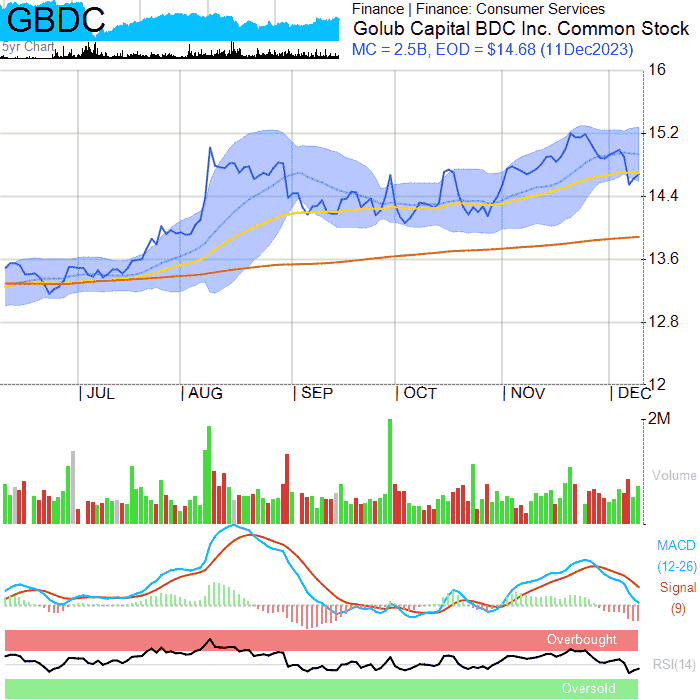 GBDC
5yr Chart
Finance | Finance: Consumer Services
Golub Capital BDC Inc. Common Stock
MC = 2.5B, EOD = $14.68 (11Dec2023)
16
15.2
14.4
13.6
12.8
12
JUL AUG SEP OCT NOV DEC
2M
Volume
MACD
(12-26)
Signal
(9)
Overbought
RSI(14)
Oversold